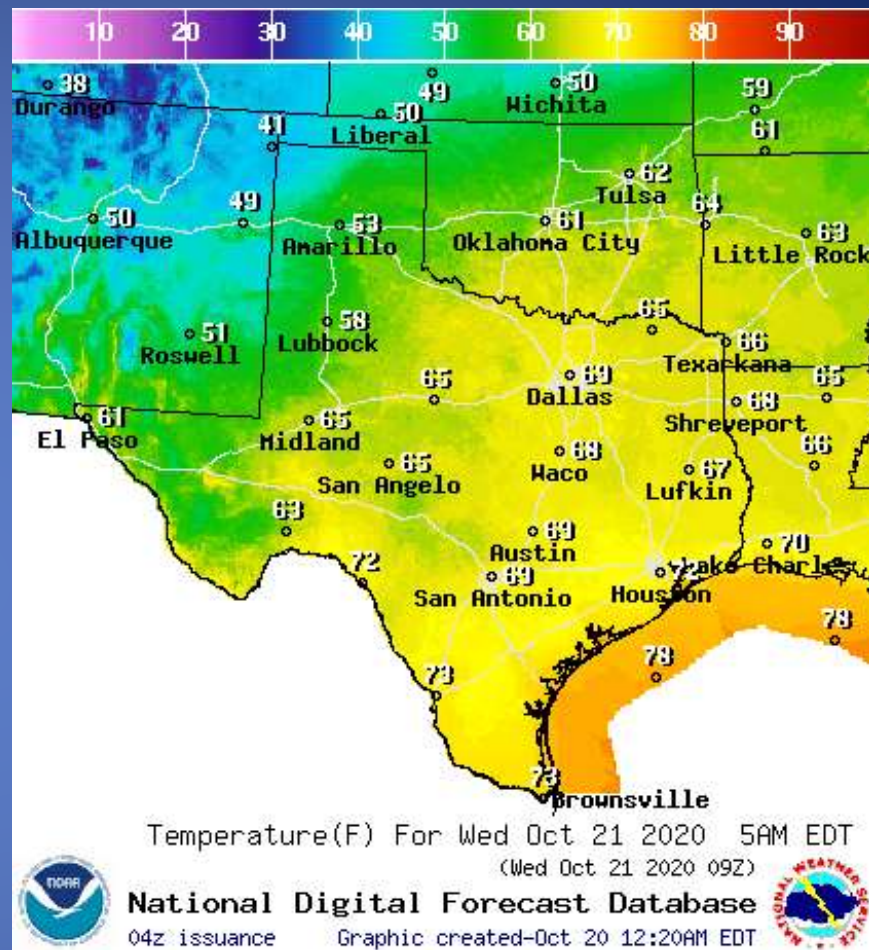 10 20 30 40 50 60 70 80 90
38
Durango
49
50
Wichita
59
50
Liberal
41
61
62
Tulsa
50
Albuquerque
49
53
Amarillo
61
Oklahoma City
64
63
Little Rock
51
Roswell
58
Lubbock
65
66
Texarkana
69
Dallas
65
68
Shreveport
65
61
El Paso
65
Midland
65
San Angelo
68
Waco
67
Lufkin
66
63
69
Austin
70
Lake Charles
72
69
San Antonio
72
Houston
78
78
73
73
Brownsville
Temperature(F) For Wed Oct 21 2020 5AM EDT
(Wed Oct 21 2020 09Z)
National Digital Forecast Database
04z issuance Graphic created-Oct 20 12:20AM EDT
NOAA
NATIONAL WEATHER SERVICE